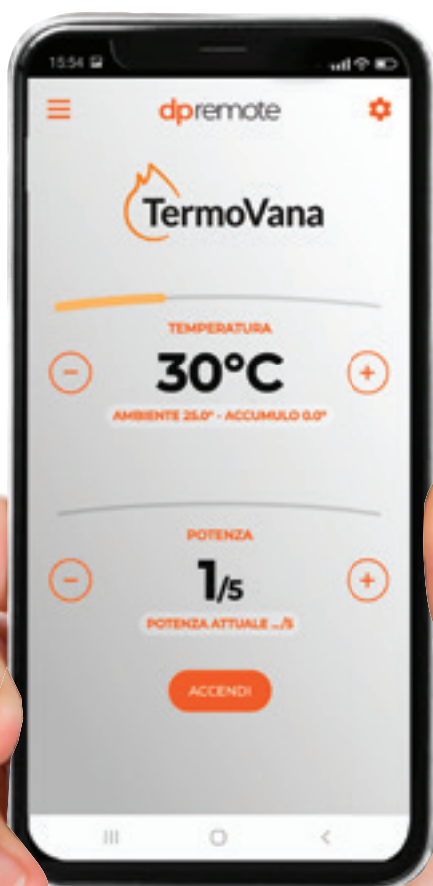 15:54
dpremote
TermoVana
TEMPERATURA
30°C
AMBIENTE 25.0° - ACCUMULO 0.0°
POTENZA
1/5
POTENZA ATTUALE .../5
ACCENDI